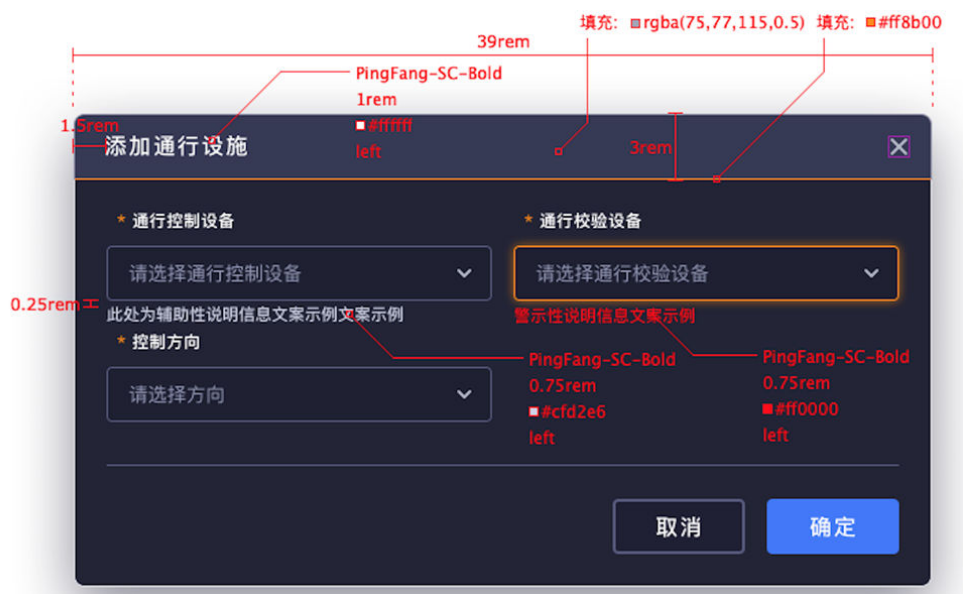 填充: rgba(75,77,115,0.5) 填充: #ff8b00
39rem
PingFang-SC-Bold
1rem
#ffffff
left
1.5rem
添加通行设施
3rem
* 通行控制设备
* 通行校验设备
请选择通行控制设备
请选择通行校验设备
0.25rem
此处为辅助性说明信息文案示例文案示例
警示性说明信息文案示例
* 控制方向
请选择方向
PingFang-SC-Bold
0.75rem
#cfd2e6
left
PingFang-SC-Bold
0.75rem
#ff0000
left
取消
确定